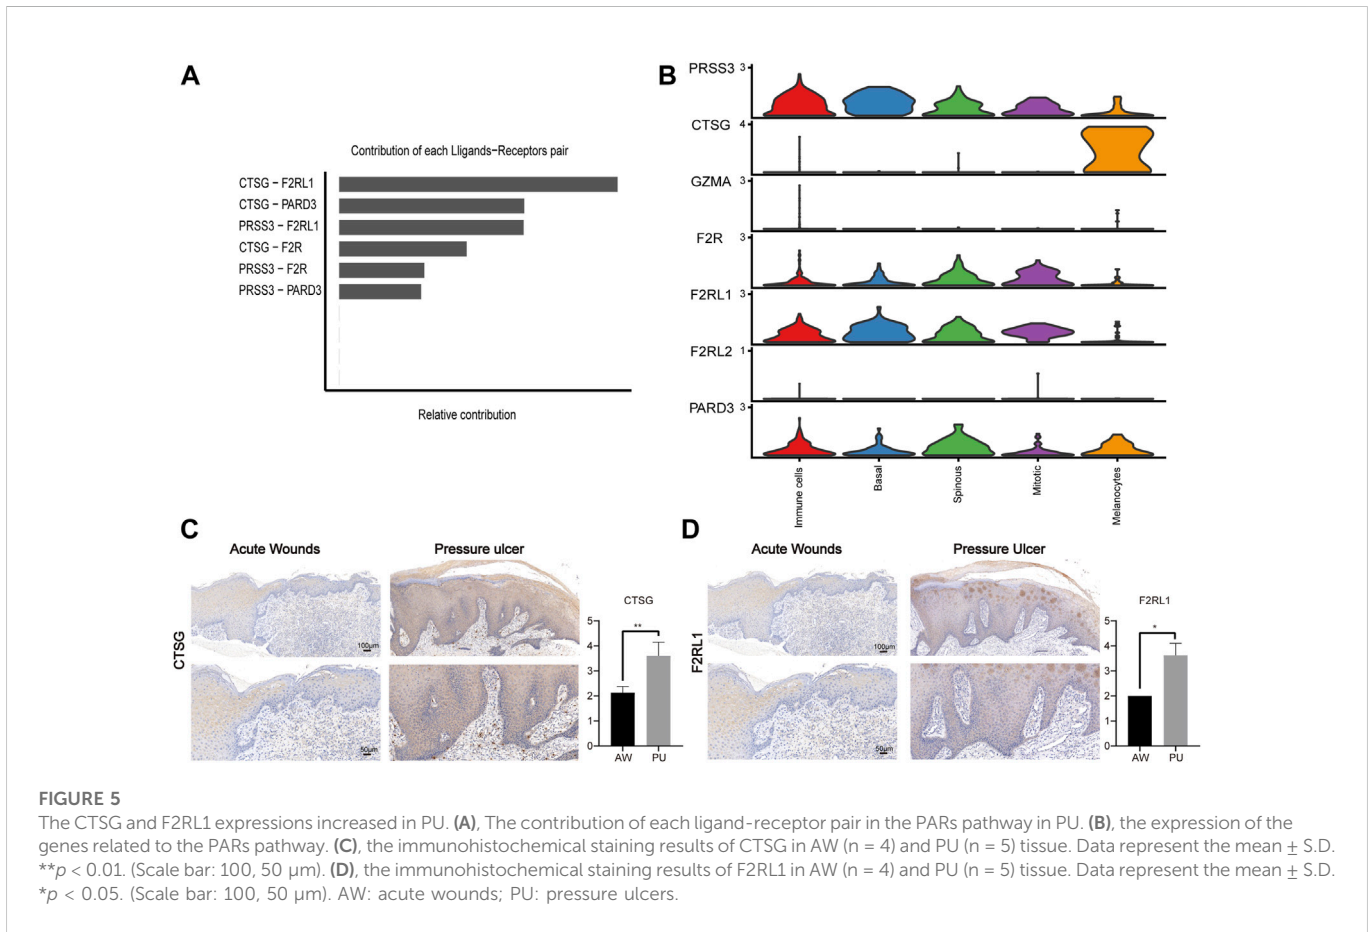 A
Contribution of each Lligands-Receptors pair
CTSG - F2RL1
CTSG - PARD3
PRSS3 - F2RL1
CTSG - F2R
PRSS3 - F2R
PRSS3 - PARD3
Relative contribution
B
PRSS3 3
CTSG 4
GZMA 3
F2R 3
F2RL1 3
F2RL2 1
PARD3 3
Immune cells
Basal
Spinous
Mitotic
Melanocytes
C
Acute Wounds
Pressure ulcer
CTSG
100μm
50μm
CTSG
**
5
4
3
2
1
0
AW PU
D
Acute Wounds
Pressure Ulcer
F2RL1
100μm
50μm
F2RL1
*
5
4
3
2
1
0
AW PU
FIGURE 5
The CTSG and F2RL1 expressions increased in PU. (A), The contribution of each ligand-receptor pair in the PARs pathway in PU. (B), the expression of the
genes related to the PARs pathway. (C), the immunohistochemical staining results of CTSG in AW (n = 4) and PU (n = 5) tissue. Data represent the mean ± S.D.
**p < 0.01. (Scale bar: 100, 50 μm). (D), the immunohistochemical staining results of F2RL1 in AW (n = 4) and PU (n = 5) tissue. Data represent the mean ± S.D.
*p < 0.05. (Scale bar: 100, 50 μm). AW: acute wounds; PU: pressure ulcers.